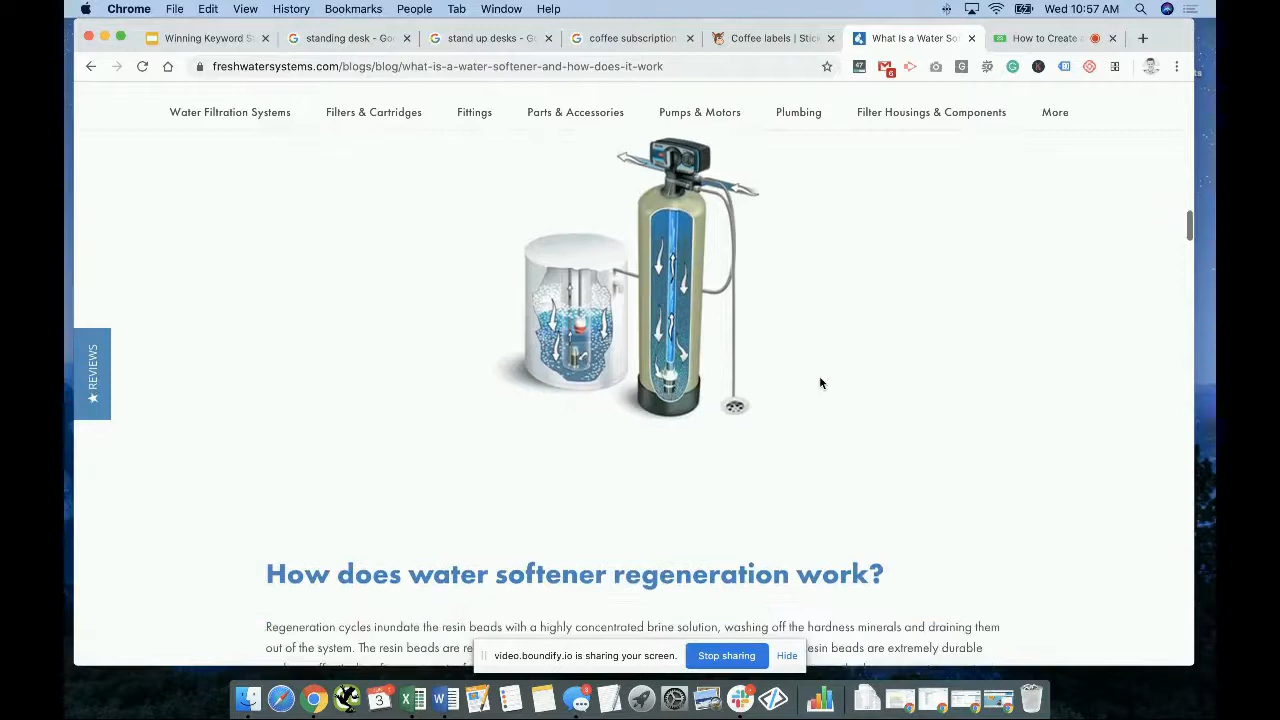 Chrome File Edit View History Bookmarks People Tab Window Help Wed 10:57 AM
Winning Keyword S standing desk - Goo stand up desks - G coffee subscription Coffee labels | Stick What Is a Water Sof How to Create a
freshwatersystems.com/blogs/blog/what-is-a-water-softener-and-how-does-it-work
Water Filtration Systems Filters & Cartridges Fittings Parts & Accessories Pumps & Motors Plumbing Filter Housings & Components More
★ REVIEWS
How does water softener regeneration work?
Regeneration cycles inundate the resin beads with a highly concentrated brine solution, washing off the hardness minerals and draining them
out of the system. The resin beads are re esin beads are extremely durable
video.boundify.io is sharing your screen. Stop sharing Hide